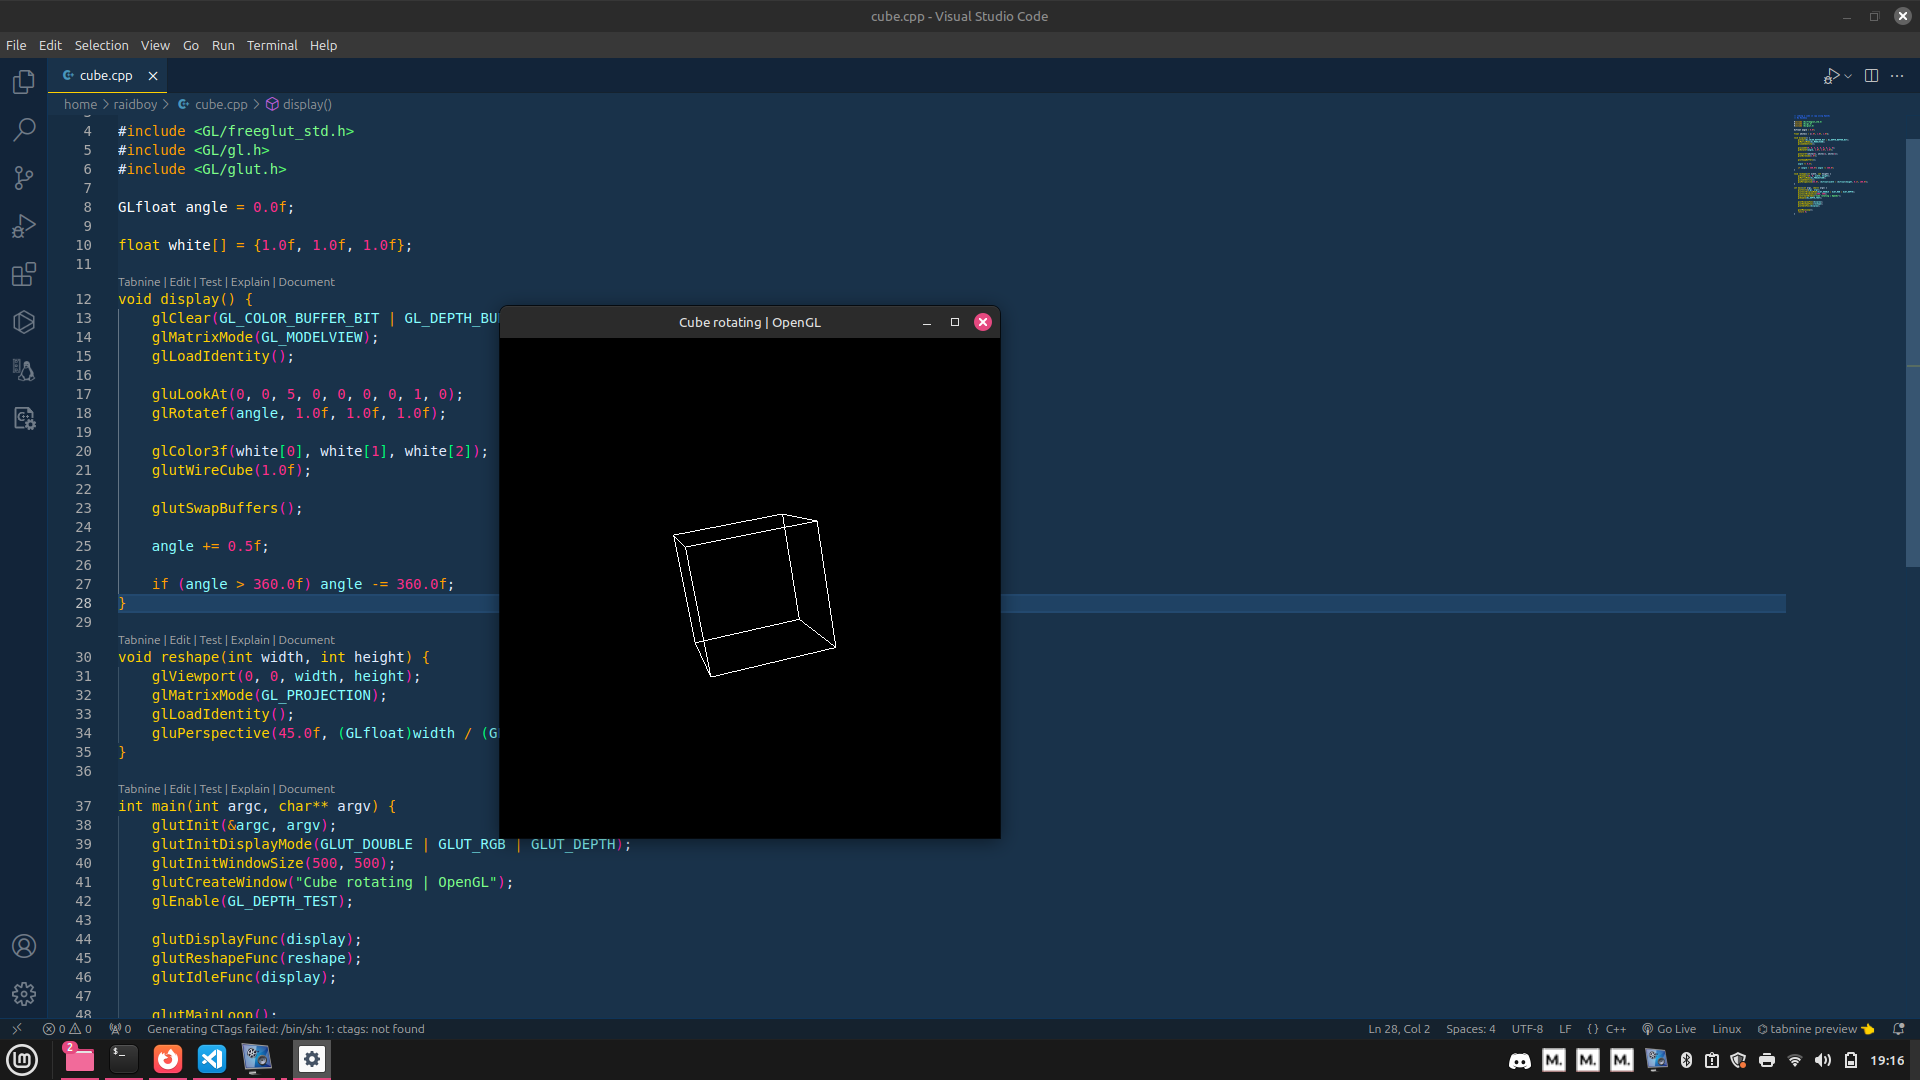 cube.cpp - Visual Studio Code
File Edit Selection View Go Run Terminal Help
cube.cpp
home > raidboy > cube.cpp > display()
4 #include <GL/freeglut_std.h>
5 #include <GL/gl.h>
6 #include <GL/glut.h>
7
8 GLfloat angle = 0.0f;
9
10 float white[] = {1.0f, 1.0f, 1.0f};
11
Tabnine | Edit | Test | Explain | Document
12 void display() {
13 glClear(GL_COLOR_BUFFER_BIT | GL_DEPTH_BU
14 glMatrixMode(GL_MODELVIEW);
15 glLoadIdentity();
16
17 gluLookAt(0, 0, 5, 0, 0, 0, 0, 1, 0);
18 glRotatef(angle, 1.0f, 1.0f, 1.0f);
19
20 glColor3f(white[0], white[1], white[2]);
21 glutWireCube(1.0f);
22
23 glutSwapBuffers();
24
25 angle += 0.5f;
26
27 if (angle > 360.0f) angle -= 360.0f;
28 }
29
Tabnine | Edit | Test | Explain | Document
30 void reshape(int width, int height) {
31 glViewport(0, 0, width, height);
32 glMatrixMode(GL_PROJECTION);
33 glLoadIdentity();
34 gluPerspective(45.0f, (GLfloat)width / (G
35 }
36
Tabnine | Edit | Test | Explain | Document
37 int main(int argc, char** argv) {
38 glutInit(&argc, argv);
39 glutInitDisplayMode(GLUT_DOUBLE | GLUT_RGB | GLUT_DEPTH);
40 glutInitWindowSize(500, 500);
41 glutCreateWindow("Cube rotating | OpenGL");
42 glEnable(GL_DEPTH_TEST);
43
44 glutDisplayFunc(display);
45 glutReshapeFunc(reshape);
46 glutIdleFunc(display);
47
48 glutMainLoop();
Cube rotating | OpenGL
0 0 0 Generating CTags failed: /bin/sh: 1: ctags: not found
Ln 28, Col 2 Spaces: 4 UTF-8 LF {} C++ Go Live Linux tabnine preview 👈
2 M. M. M. 19:16